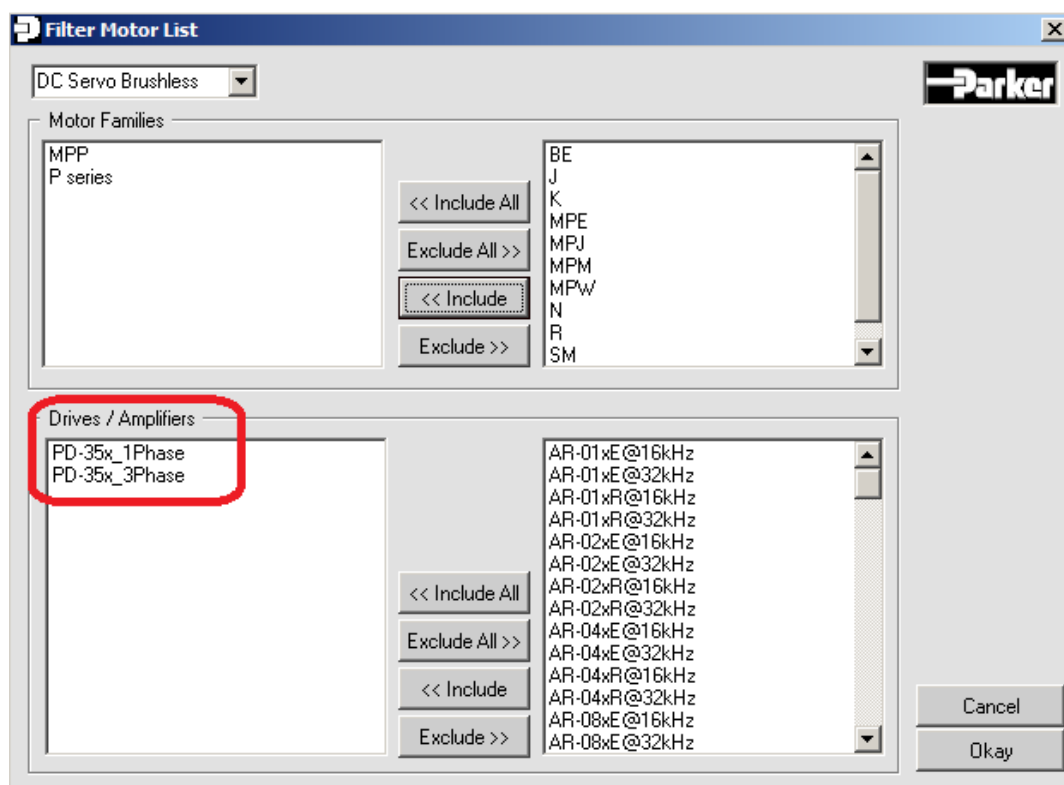 Filter Motor List
DC Servo Brushless
Parker
Motor Families
MPP
P series
<< Include All
Exclude All >>
<< Include
Exclude >>
BE
J
K
MPE
MPJ
MPM
MPW
N
R
SM
Drives / Amplifiers
PD-35x_1Phase
PD-35x_3Phase
<< Include All
Exclude All >>
<< Include
Exclude >>
AR-01xE@16kHz
AR-01xE@32kHz
AR-01xR@16kHz
AR-01xR@32kHz
AR-02xE@16kHz
AR-02xE@32kHz
AR-02xR@16kHz
AR-02xR@32kHz
AR-04xE@16kHz
AR-04xE@32kHz
AR-04xR@16kHz
AR-04xR@32kHz
AR-08xE@16kHz
AR-08xE@32kHz
Cancel
Okay